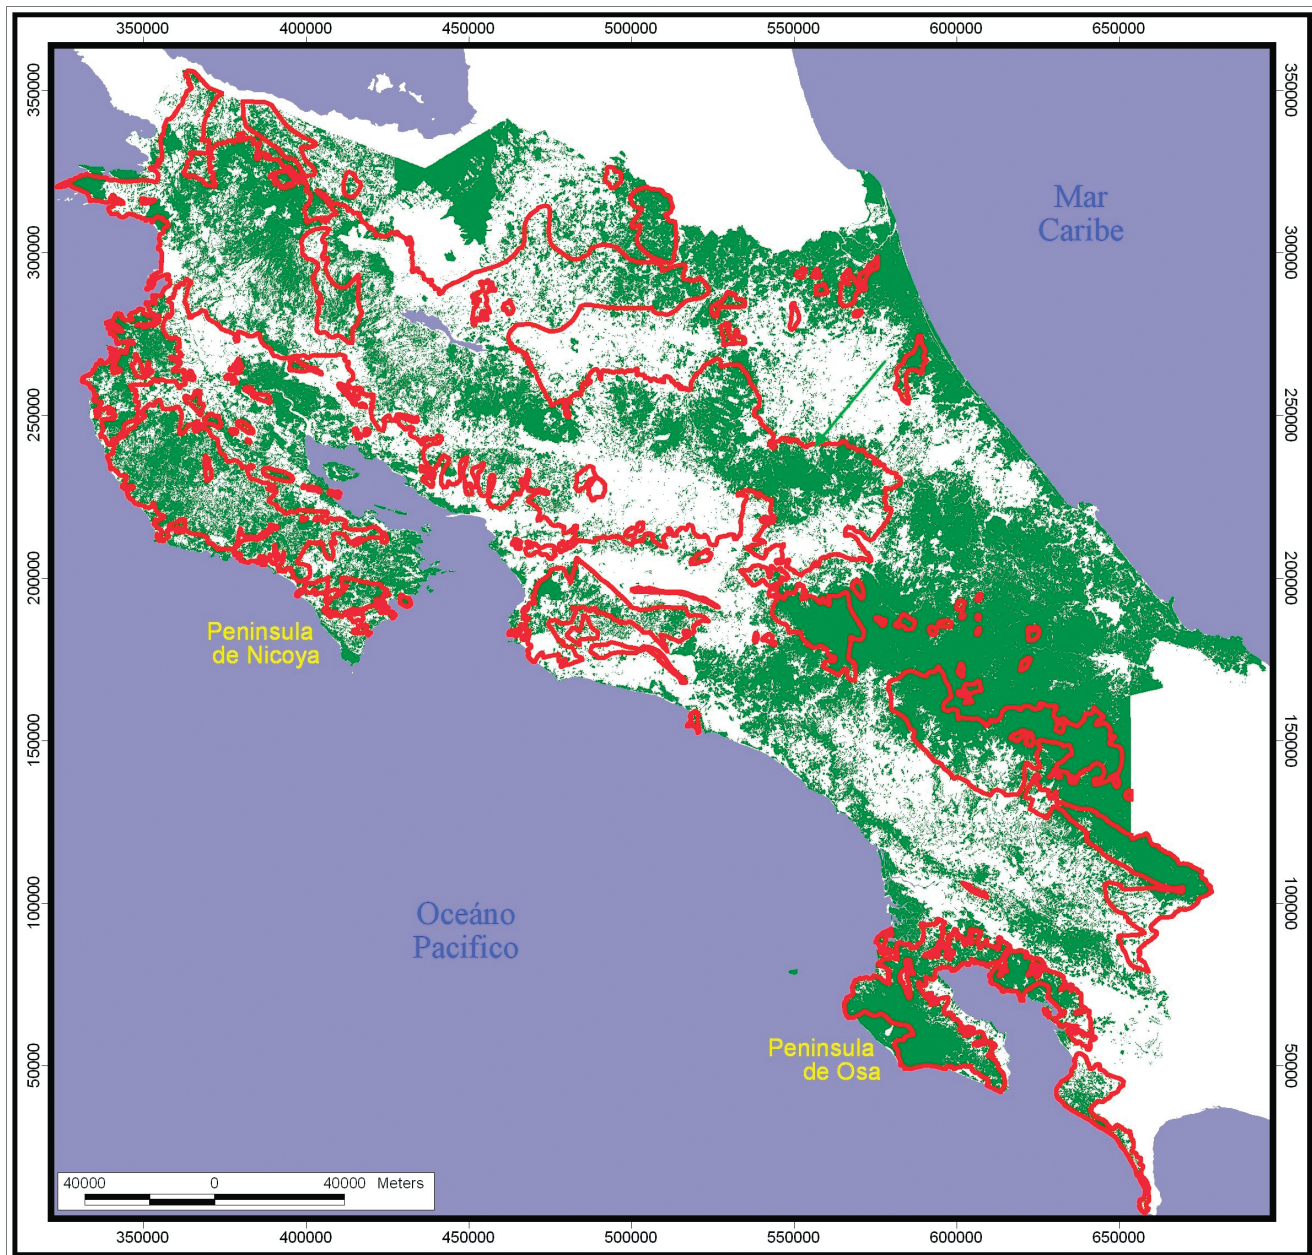 350000 400000 450000 500000 550000 600000 650000
350000 350000
300000 300000
250000 250000
200000 200000
150000 150000
100000 100000
50000 50000
Mar
Caribe
Peninsula
de Nicoya
Oceáno
Pacifico
Peninsula
de Osa
40000 0 40000 Meters
350000 400000 450000 500000 550000 600000 650000